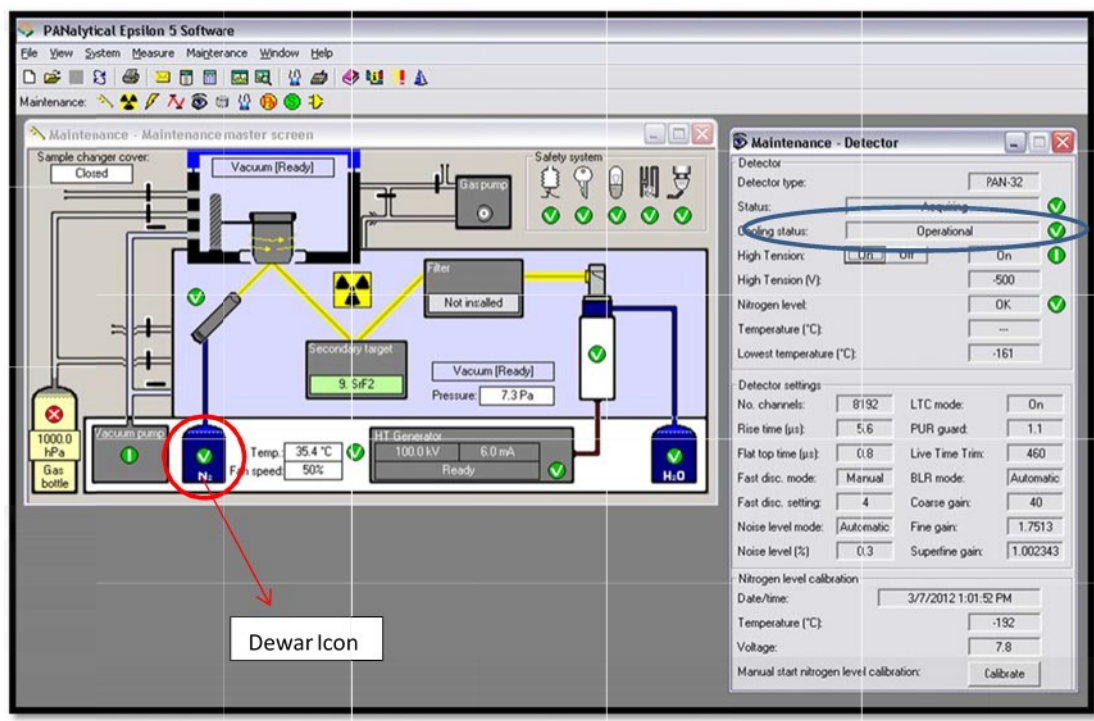 PANalytical Epsilon 5 Software
File View System Measure Maintenance Window Help
Maintenance:
Maintenance - Maintenance master screen
Sample changer cover:
Closed
Vacuum [Ready]
Safety system
Gas pump
Filter
Not installed
Secondary target
9. SrF2
Vacuum [Ready]
Pressure: 7.3 Pa
1000.0
hPa
Gas
bottle
Vacuum pump
N2
Temp.: 35.4 °C
Fan speed: 50%
HT Generator
100.0 kV 6.0 mA
Ready
H2O
Dewar Icon
Maintenance - Detector
Detector
Detector type: PAN-32
Status: Acquiring
Cooling status: Operational
High Tension: On Off On
High Tension (V): -500
Nitrogen level: OK
Temperature (°C): ---
Lowest temperature (°C): -161
Detector settings
No. channels: 8192 LTC mode: On
Rise time (µs): 5.6 PUR guard: 1.1
Flat top time (µs): 0.8 Live Time Trim: 460
Fast disc. mode: Manual BLR mode: Automatic
Fast disc. setting: 4 Coarse gain: 40
Noise level mode: Automatic Fine gain: 1.7513
Noise level (%) 0.3 Superfine gain: 1.002343
Nitrogen level calibration
Date/time: 3/7/2012 1:01:52 PM
Temperature (°C): -192
Voltage: 7.8
Manual start nitrogen level calibration: Calibrate